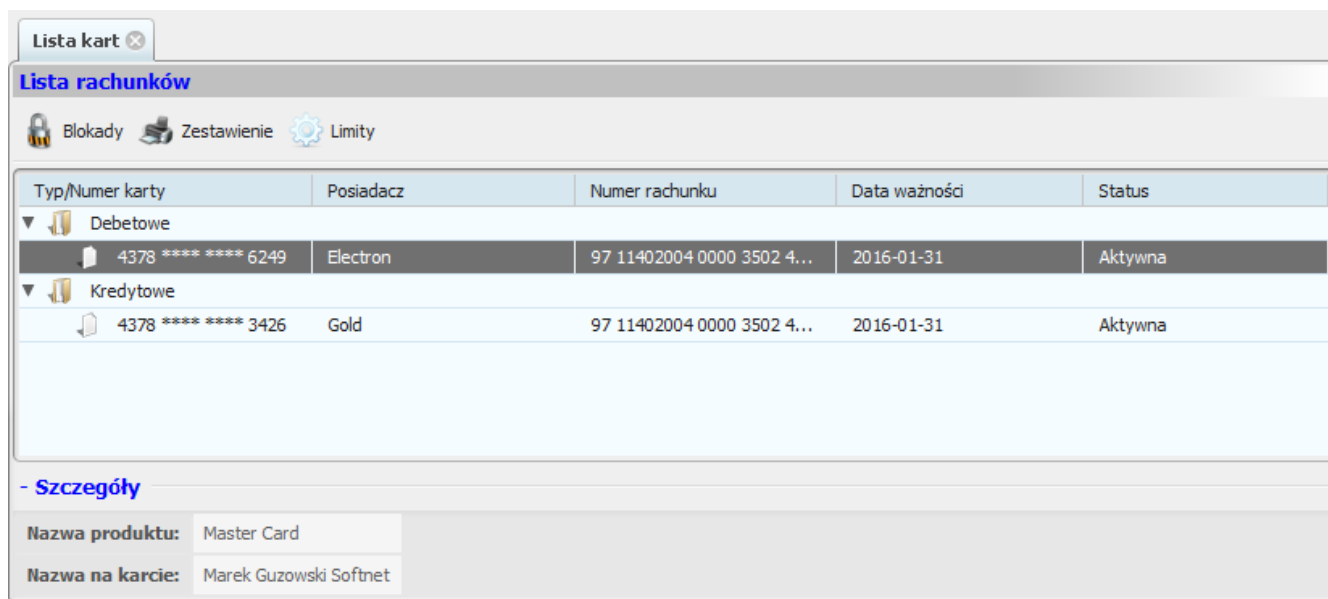 Lista kart
Lista rachunków
Blokady Zestawienie Limity
Typ/Numer karty Posiadacz Numer rachunku Data ważności Status
Debetowe
4378 **** **** 6249 Electron 97 11402004 0000 3502 4... 2016-01-31 Aktywna
Kredytowe
4378 **** **** 3426 Gold 97 11402004 0000 3502 4... 2016-01-31 Aktywna
- Szczegóły
Nazwa produktu: Master Card
Nazwa na karcie: Marek Guzowski Softnet